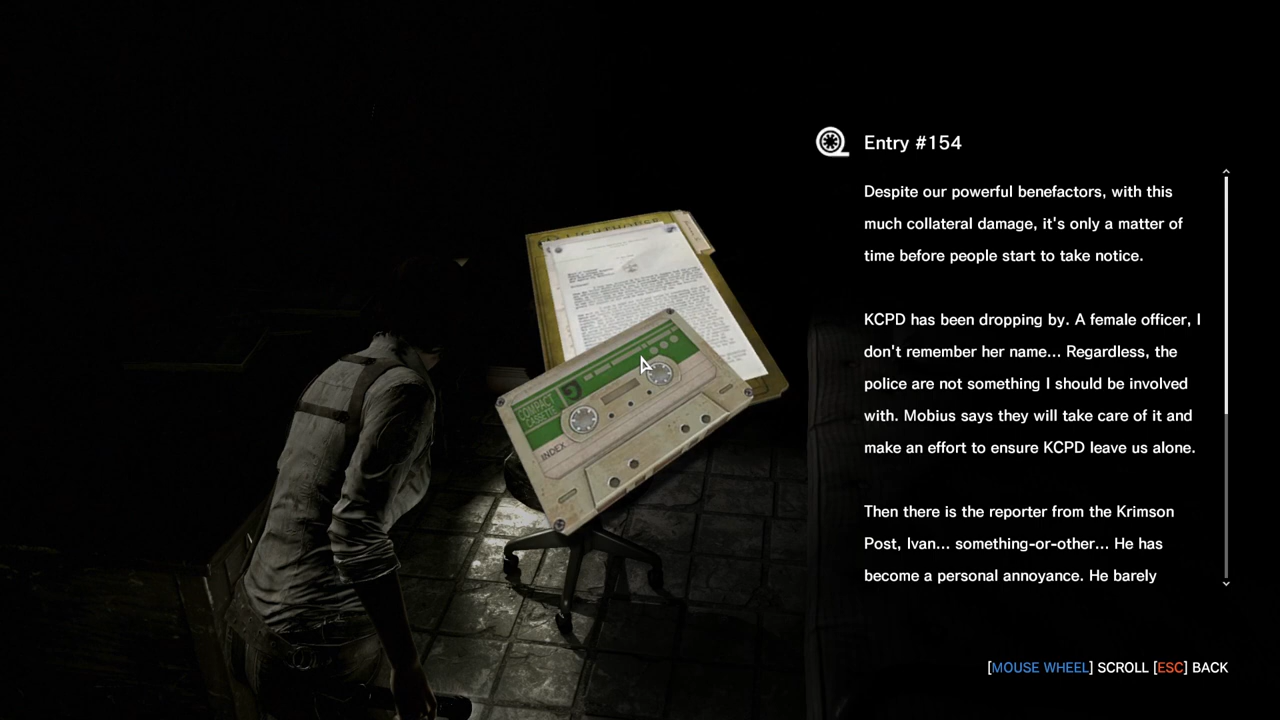 LIGHTHOUSE
COMPACT
CASSETTE
INDEX
Entry #154
Despite our powerful benefactors, with this
much collateral damage, it's only a matter of
time before people start to take notice.
KCPD has been dropping by. A female officer, I
don't remember her name... Regardless, the
police are not something I should be involved
with. Mobius says they will take care of it and
make an effort to ensure KCPD leave us alone.
Then there is the reporter from the Krimson
Post, Ivan... something-or-other... He has
become a personal annoyance. He barely
[MOUSE WHEEL] SCROLL [ESC] BACK